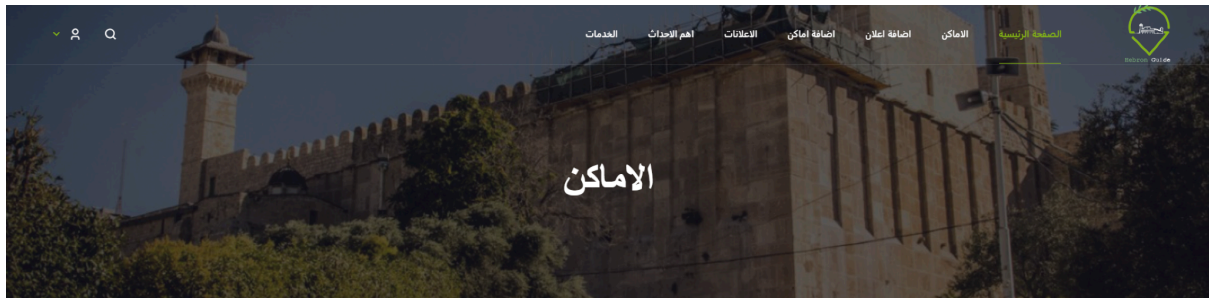 الصفحة الرئيسية الاماكن اضافة اعلان اضافة اماكن الاعلانات اهم الاحداث الخدمات
Hebron Guide
الاماكن